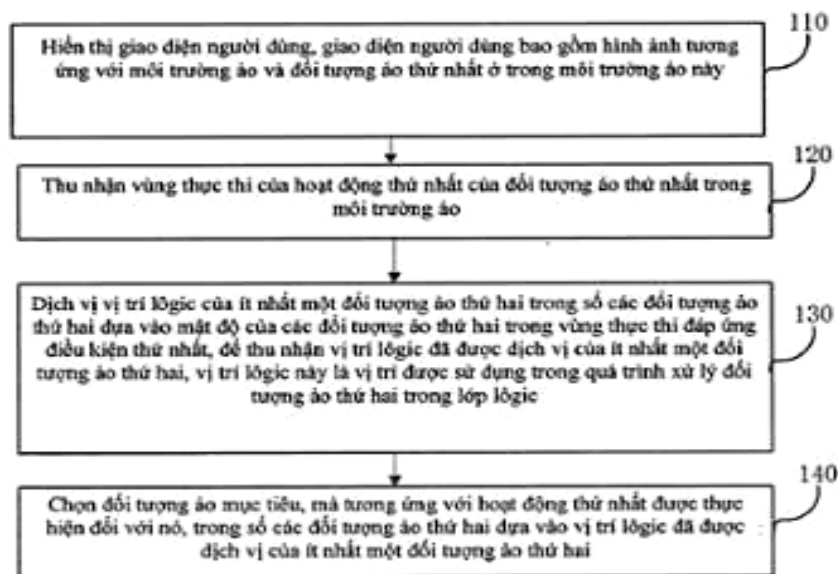 110
Hiển thị giao diện người dùng, giao diện người dùng bao gồm hình ảnh tương
ứng với môi trường ảo và đối tượng ảo thứ nhất ở trong môi trường ảo này
120
Thu nhận vùng thực thi của hoạt động thứ nhất của đối tượng ảo thứ nhất trong
môi trường ảo
Dịch vị vị trí lôgic của ít nhất một đối tượng ảo thứ hai trong số các đối tượng ảo
thứ hai dựa vào mật độ của các đối tượng ảo thứ hai trong vùng thực thi đáp ứng
điều kiện thứ nhất, để thu nhận vị trí lôgic đã được dịch vị của ít nhất một đối
tượng ảo thứ hai, vị trí lôgic này là vị trí được sử dụng trong quá trình xử lý đối
tượng ảo thứ hai trong lớp lôgic
130
140
Chọn đối tượng ảo mục tiêu, mà tương ứng với hoạt động thứ nhất được thực
hiện đối với nó, trong số các đối tượng ảo thứ hai dựa vào vị trí lôgic đã được
dịch vị của ít nhất một đối tượng ảo thứ hai